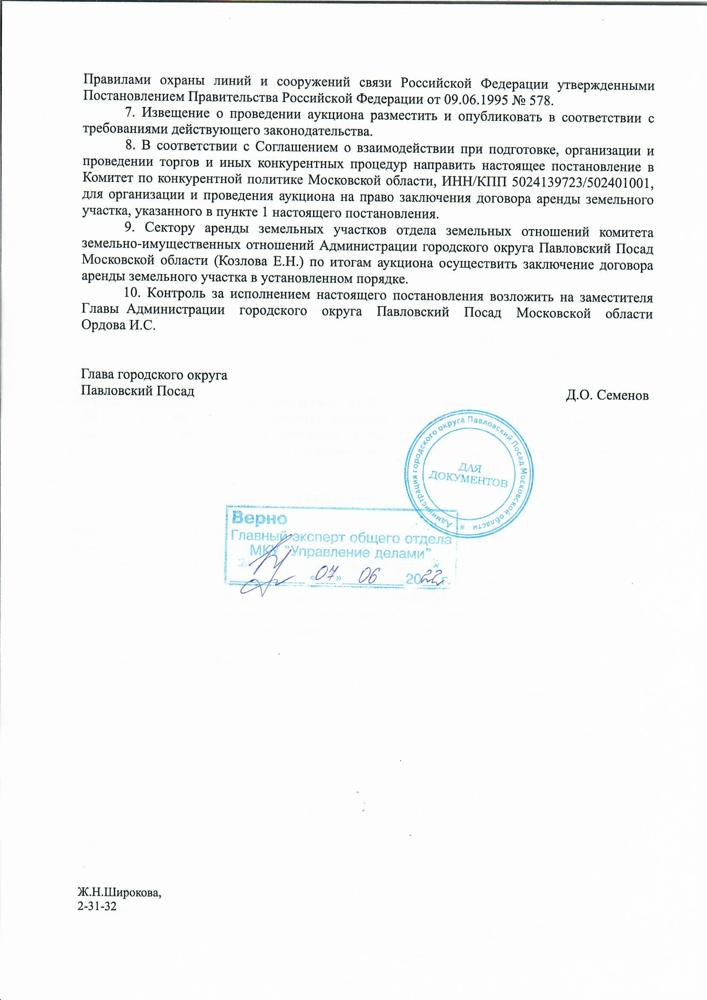 Правилами охраны линий и сооружений связи Российской Федерации утвержденными
Постановлением Правительства Российской Федерации от 09.06.1995 № 578.
7. Извещение о проведении аукциона разместить и опубликовать в соответствии с
требованиями действующего законодательства.
8. В соответствии с Соглашением о взаимодействии при подготовке, организации и
проведении торгов и иных конкурентных процедур направить настоящее постановление в
Комитет по конкурентной политике Московской области, ИНН/КПП 5024139723/502401001,
для организации и проведения аукциона на право заключения договора аренды земельного
участка, указанного в пункте 1 настоящего постановления.
9. Сектору аренды земельных участков отдела земельных отношений комитета
земельно-имущественных отношений Администрации городского округа Павловский Посад
Московской области (Козлова Е.Н.) по итогам аукциона осуществить заключение договора
аренды земельного участка в установленном порядке.
10. Контроль за исполнением настоящего постановления возложить на заместителя
Главы Администрации городского округа Павловский Посад Московской области
Ордова И.С.
Глава городского округа
Павловский Посад
Д.О. Семенов
Администрация городского округа Павловский Посад Московской области *
ДЛЯ
ДОКУМЕНТОВ
Верно
Главный эксперт общего отдела
МКУ "Управление делами"
«07» 06 2022 г.
Ж.Н.Широкова,
2-31-32